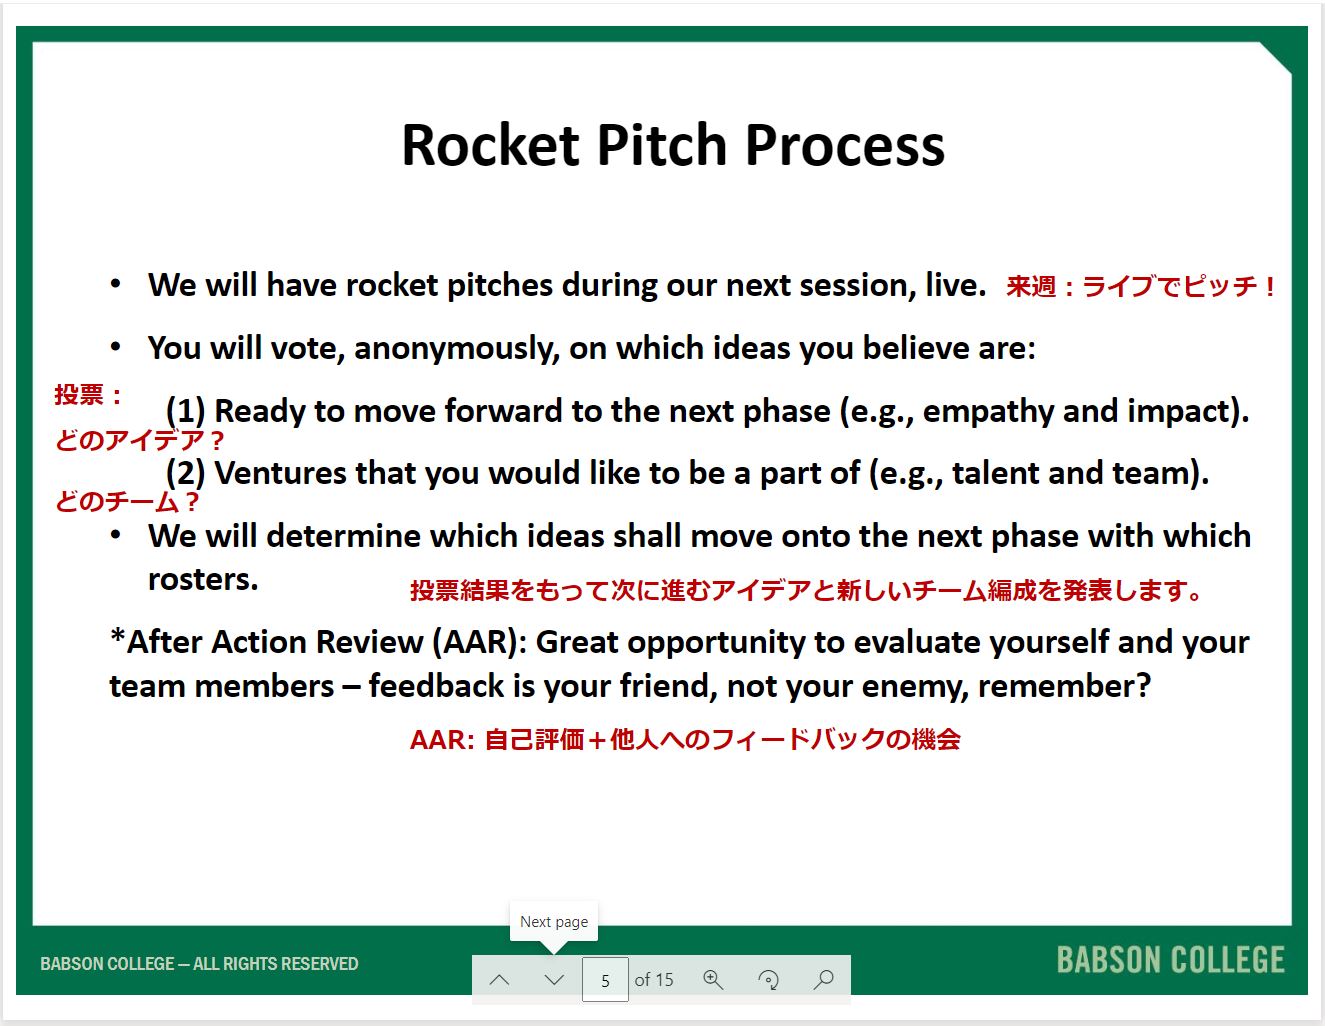 Rocket Pitch Process
• We will have rocket pitches during our next session, live. 来週：ライブでピッチ！
• You will vote, anonymously, on which ideas you believe are:
投票：
(1) Ready to move forward to the next phase (e.g., empathy and impact).
どのアイデア？
(2) Ventures that you would like to be a part of (e.g., talent and team).
どのチーム？
• We will determine which ideas shall move onto the next phase with which
rosters.
投票結果をもって次に進むアイデアと新しいチーム編成を発表します。
*After Action Review (AAR): Great opportunity to evaluate yourself and your
team members – feedback is your friend, not your enemy, remember?
AAR: 自己評価＋他人へのフィードバックの機会
Next page
BABSON COLLEGE – ALL RIGHTS RESERVED
5 of 15
BABSON COLLEGE